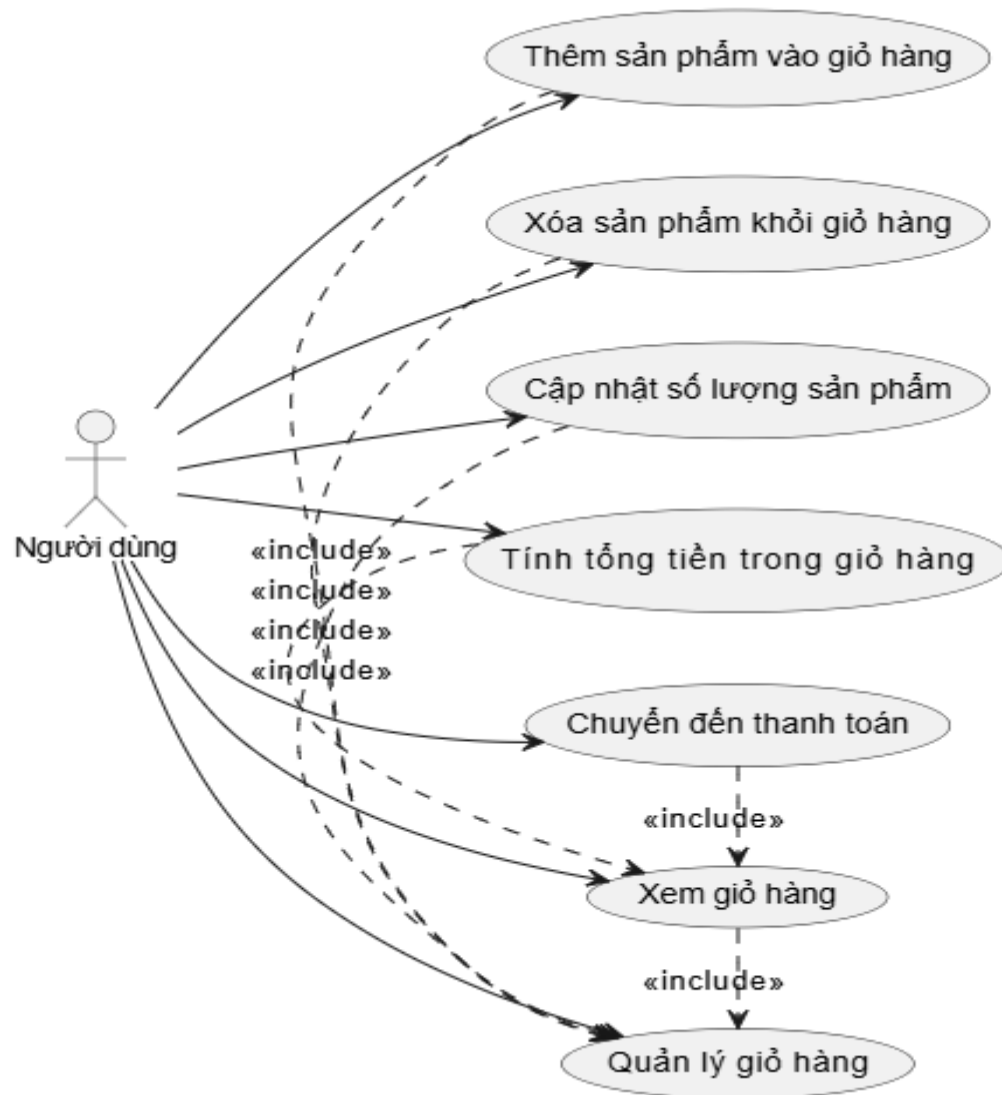 Thêm sản phẩm vào giỏ hàng
Xóa sản phẩm khỏi giỏ hàng
Cập nhật số lượng sản phẩm
Người dùng
«include»
«include»
«include»
«include»
Tính tổng tiền trong giỏ hàng
Chuyển đến thanh toán
«include»
Xem giỏ hàng
«include»
Quản lý giỏ hàng